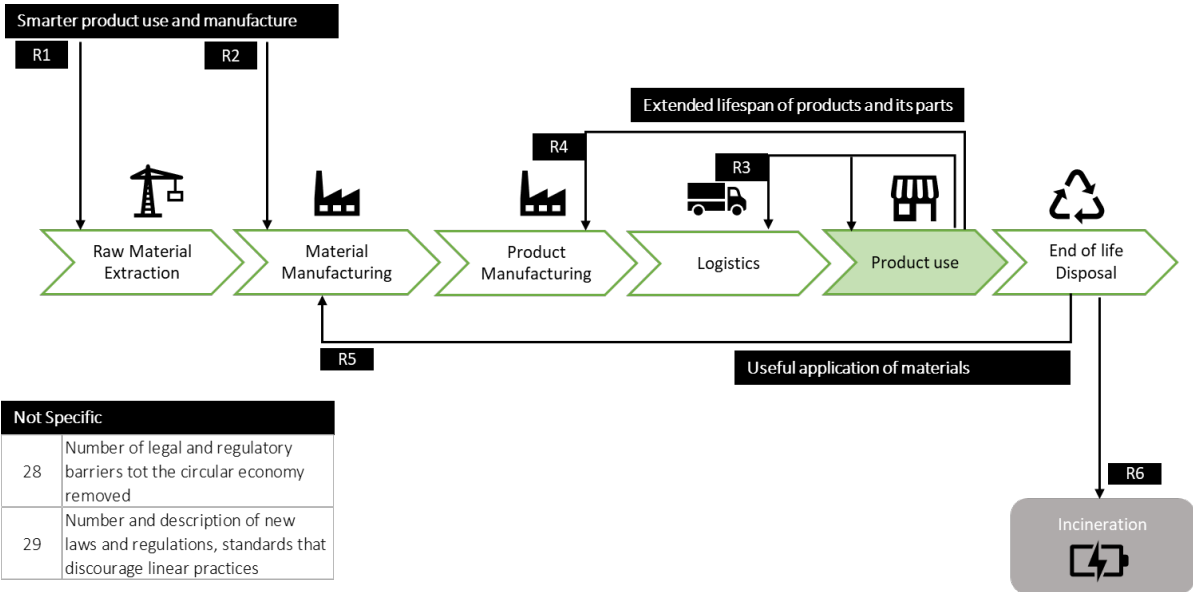 Smarter product use and manufacture
R1
R2
Extended lifespan of products and its parts
R4
R3
Raw Material
Extraction
Material
Manufacturing
Product
Manufacturing
Logistics
Product use
End of life
Disposal
R5
Useful application of materials
Not Specific
28
Number of legal and regulatory
barriers tot the circular economy
removed
29
Number and description of new
laws and regulations, standards that
discourage linear practices
R6
Incineration